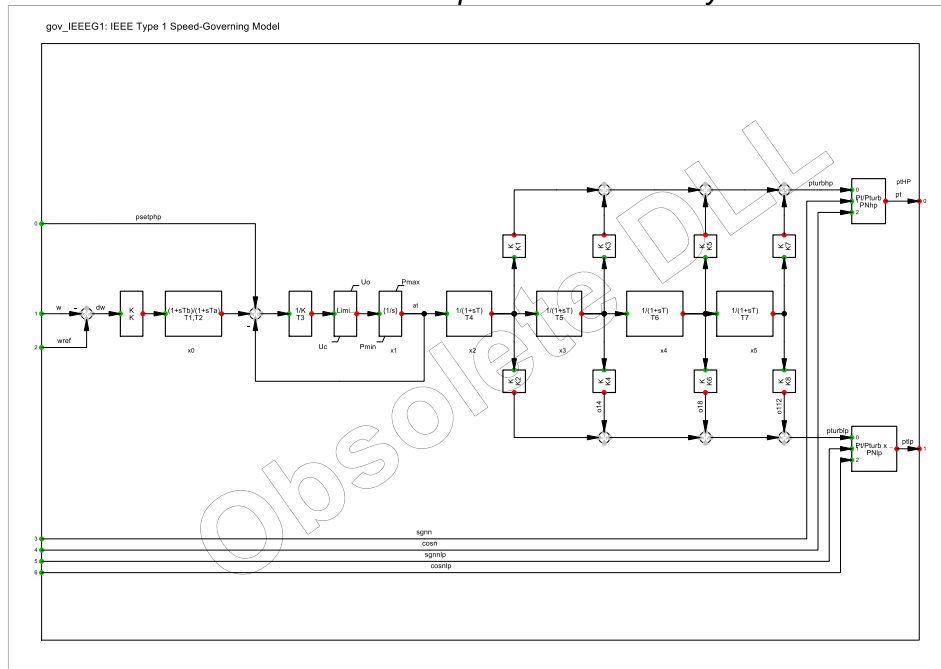 gov_IEEEG1: IEEE Type 1 Speed-Governing Model
Obsolete DLL
psetphp
w
wref
dw
-
K
K
(1+sTb)/(1+sTa)
T1,T2
x0
-
1/K
T3
Limi..
Uo
Uc
(1/s)
Pmax
Pmin
x1
at
1/(1+sT)
T4
x2
1/(1+sT)
T5
x3
1/(1+sT)
T6
x4
1/(1+sT)
T7
x5
K
K1
K
K3
K
K5
K
K7
K
K2
K
K4
K
K6
K
K8
o14
o18
o112
pturbhp
Pt/Pturb
PNhp
ptHP
pt
pturblp
Pt/Pturb x ..
PNlp
ptlp
sgnn
cosn
sgnnlp
cosnlp
0
1
2
3
4
5
6
0
1
2
0
1
2
0
1